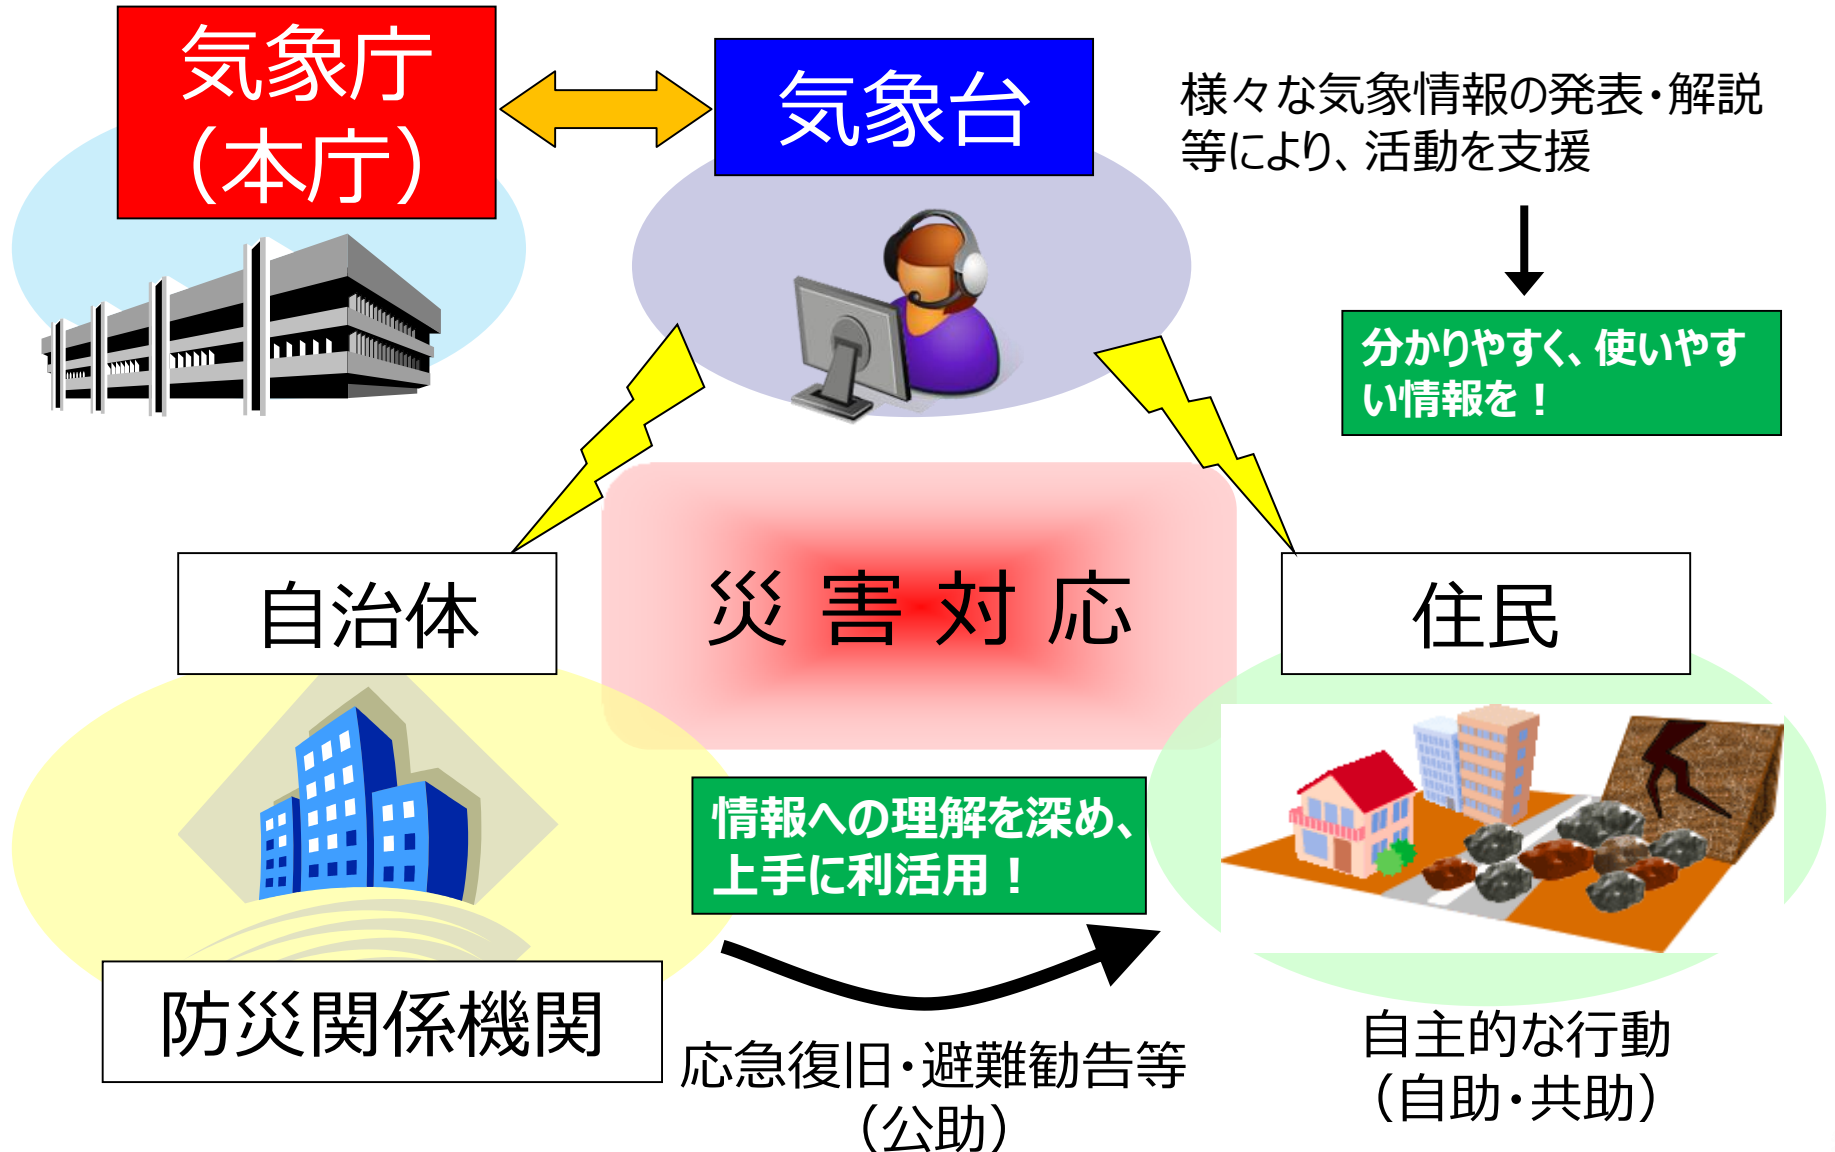 気象庁
（本庁）
気象台
様々な気象情報の発表・解説
等により、活動を支援
分かりやすく、使いやす
い情報を！
自治体
災害対応
住民
情報への理解を深め、
上手に利活用！
防災関係機関
応急復旧・避難勧告等
（公助）
自主的な行動
（自助・共助）